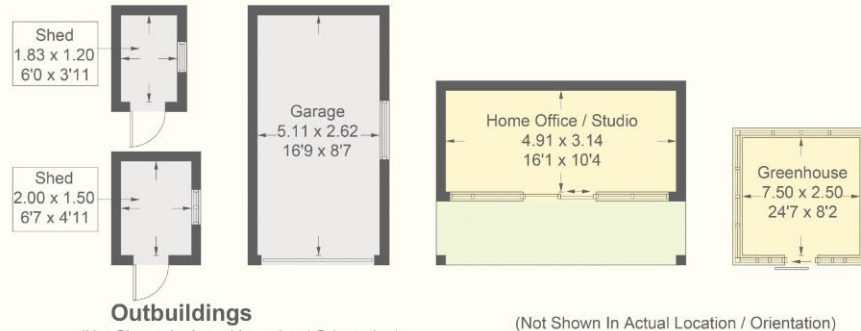 Shed
1.83 x 1.20
6'0 x 3'11
Shed
2.00 x 1.50
6'7 x 4'11
Garage
5.11 x 2.62
16'9 x 8'7
Home Office / Studio
4.91 x 3.14
16'1 x 10'4
Greenhouse
7.50 x 2.50
24'7 x 8'2
Outbuildings
(Not Shown In Actual Location / Orientation)